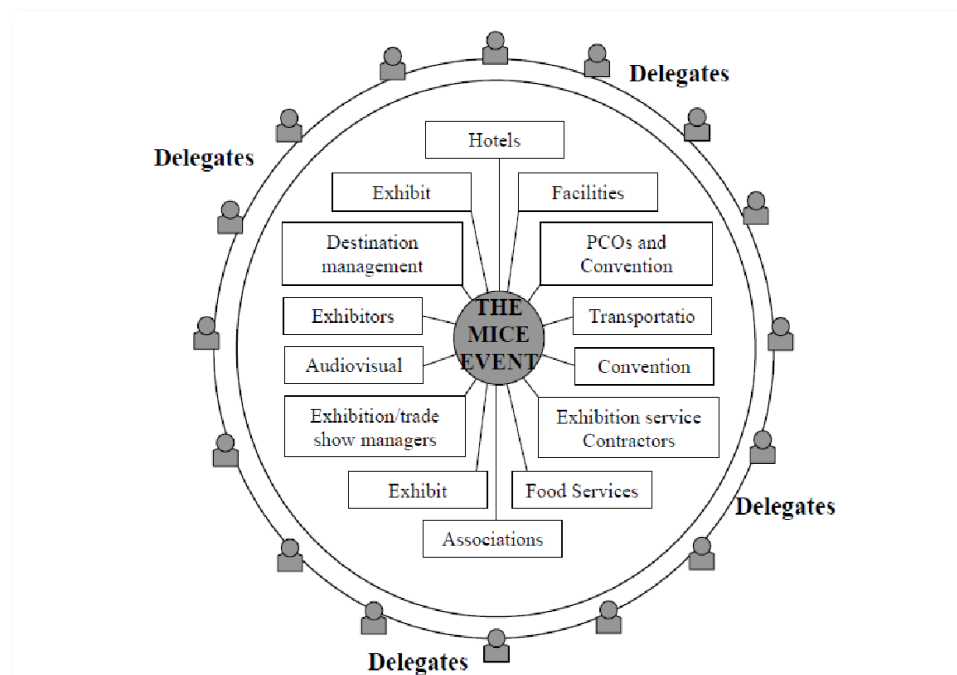 Delegates
Delegates
Hotels
Exhibit
Facilities
Destination
management
PCOs and
Convention
THE
MICE
EVENT
Exhibitors
Transportatio
Audiovisual
Convention
Exhibition/trade
show managers
Exhibition service
Contractors
Exhibit
Food Services
Associations
Delegates
Delegates